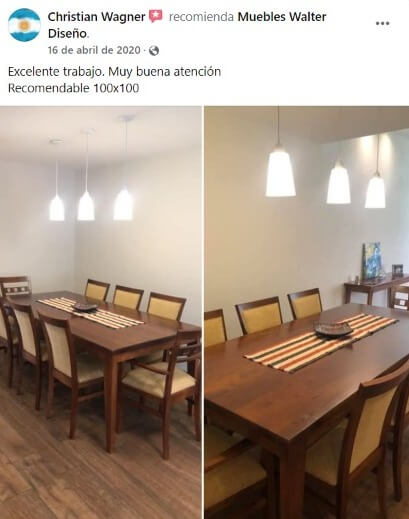 Christian Wagner recomienda Muebles Walter
Diseño.
16 de abril de 2020 ·
Excelente trabajo. Muy buena atención
Recomendable 100x100